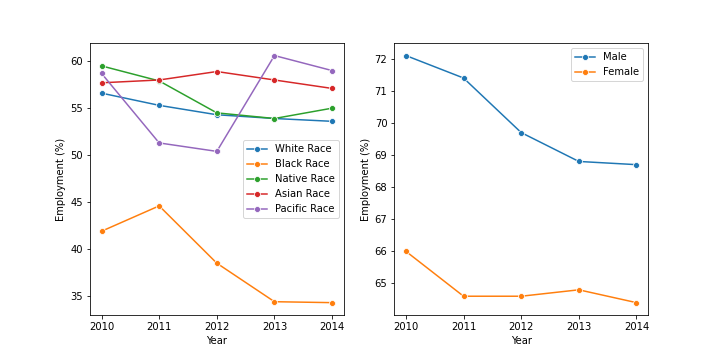 60
55
50
45
40
35
Employment (%)
2010 2011 2012 2013 2014
Year
White Race
Black Race
Native Race
Asian Race
Pacific Race
72
71
70
69
68
67
66
65
Employment (%)
2010 2011 2012 2013 2014
Year
Male
Female